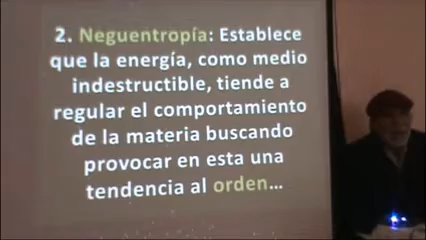 2. Neguentropía: Establece
que la energía, como medio
indestructible, tiende a
regular el comportamiento
de la materia buscando
provocar en esta una
tendencia al orden...